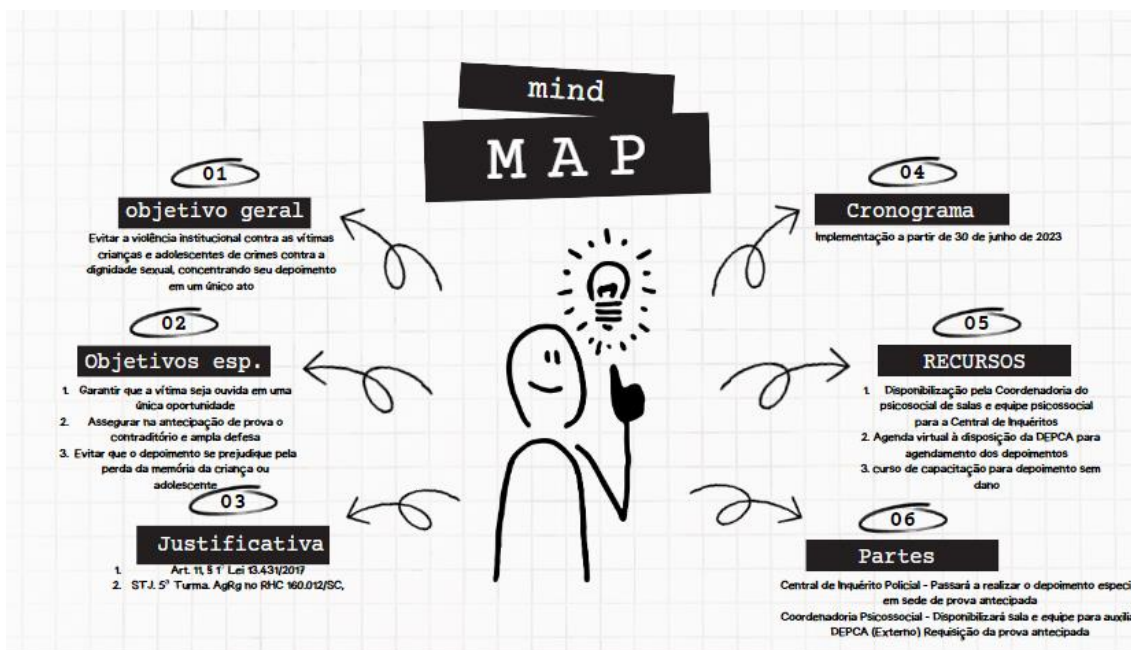 mind
MAP
01
objetivo geral
Evitar a violência institucional contra as vítimas
crianças e adolescentes de crimes contra a
dignidade sexual, concentrando seu depoimento
em um único ato
02
Objetivos esp.
1. Garantir que a vítima seja ouvida em uma
única oportunidade
2. Assegurar na antecipação de prova o
contraditório e ampla defesa
3. Evitar que o depoimento se prejudique pela
perda da memória da criança ou
adolescente
03
Justificativa
1. Art. 11, § 1° Lei 13.431/2017
2. STJ. 5ª Turma. AgRg no RHC 160.012/SC,
04
Cronograma
Implementação a partir de 30 de junho de 2023
05
RECURSOS
1. Disponibilização pela Coordenadoria do
psicosocial de salas e equipe psicossocial
para a Central de Inquéritos
2. Agenda virtual à disposição da DEPCA para
agendamento dos depoimentos
3. curso de capacitação para depoimento sem
dano
06
Partes
Central de Inquérito Policial - Passará a realizar o depoimento especi
em sede de prova antecipada
Coordenadoria Psicossocial - Disponibilizará sala e equipe para auxilia
DEPCA (Externo) Requisição da prova antecipada